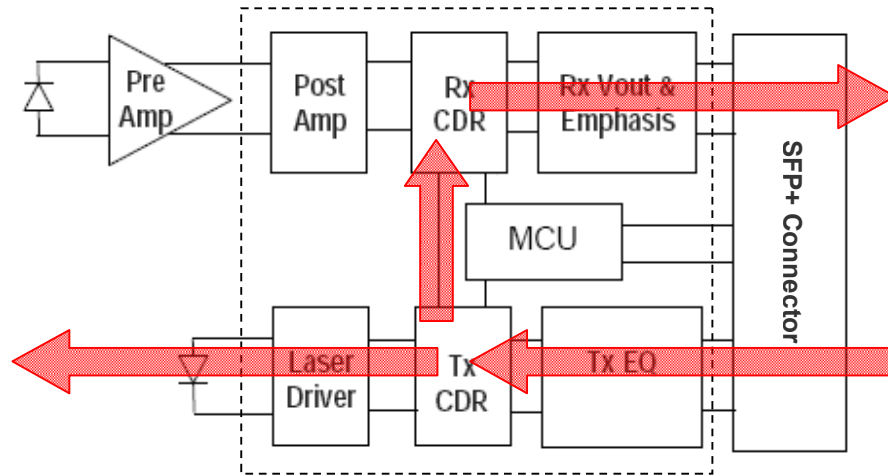 Pre
Amp
Post
Amp
Rx
CDR
Rx Vout &
Emphasis
SFP+ Connector
MCU
Laser
Driver
Tx
CDR
Tx EQ